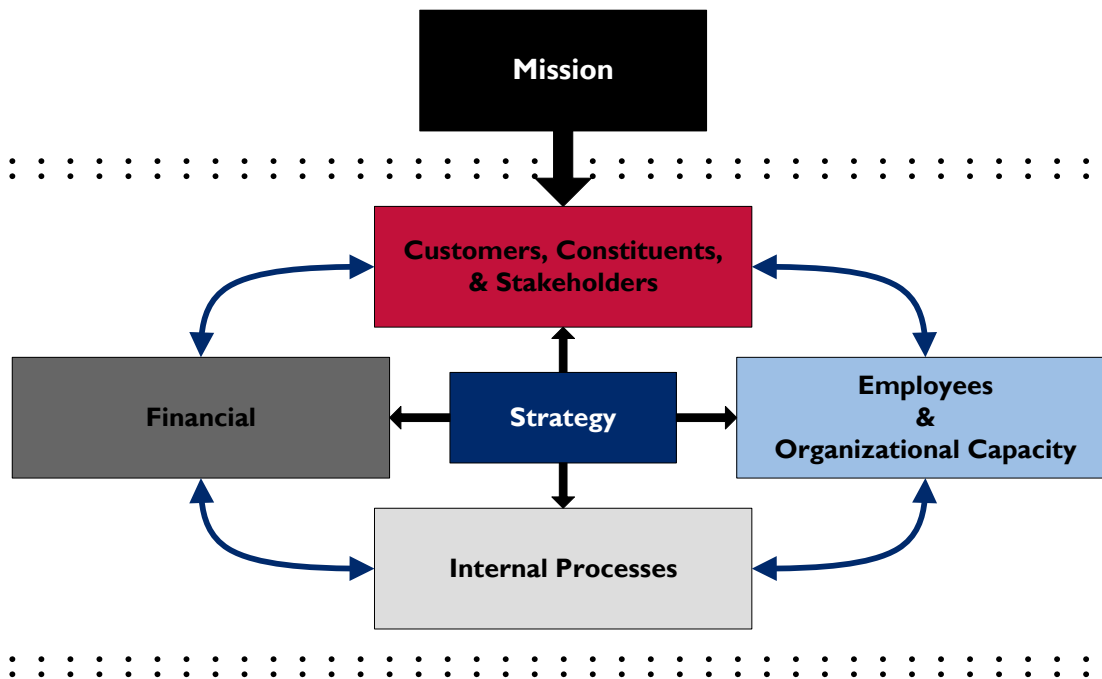 Mission
Customers, Constituents,
& Stakeholders
Financial
Strategy
Employees
&
Organizational Capacity
Internal Processes